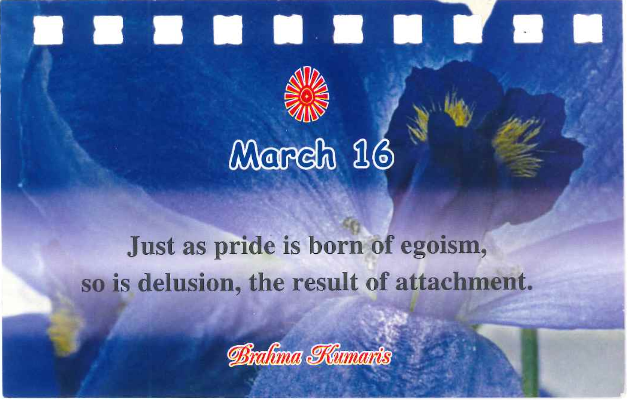 March 16
Just as pride is born of egoism,
so is delusion, the result of attachment.
Brahma Kumaris